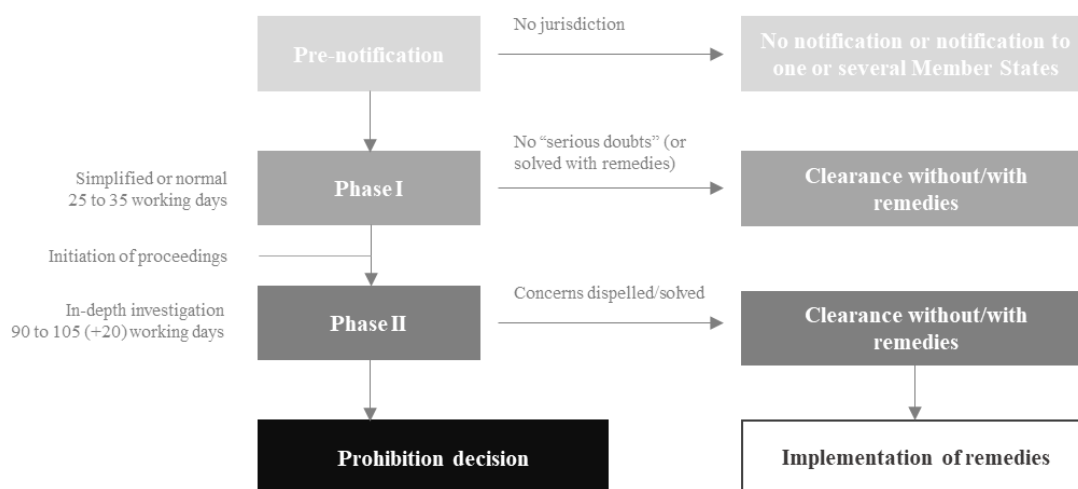 No jurisdiction
Pre-notification
No notification or notification to
one or several Member States
No “serious doubts” (or
solved with remedies)
Simplified or normal
25 to 35 working days
Phase I
Clearance without/with
remedies
Initiation of proceedings
Concerns dispelled/solved
In-depth investigation
90 to 105 (+20) working days
Phase II
Clearance without/with
remedies
Prohibition decision
Implementation of remedies